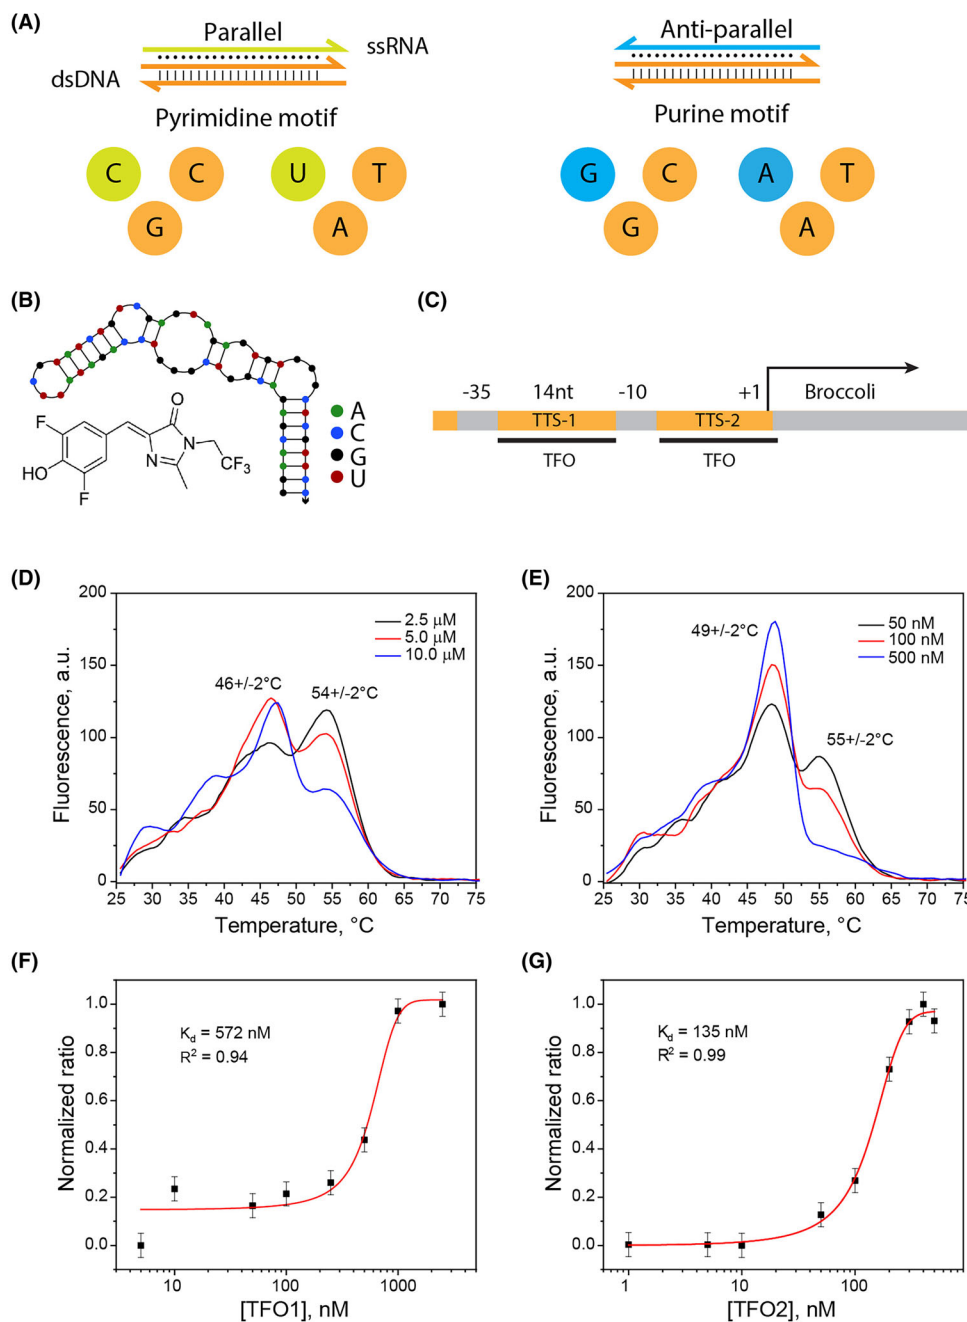 (A)
Parallel
ssRNA
dsDNA
Pyrimidine motif
C C U T
G A
Anti-parallel
Purine motif
G C A T
G A
(B)
O
F
N
N
HO
F
CF3
A
C
G
U
(C)
-35 14nt -10 +1 Broccoli
TTS-1 TTS-2
TFO TFO
(D)
200
150
100
50
0
Fluorescence, a.u.
2.5 μM
5.0 μM
10.0 μM
46+/-2°C 54+/-2°C
25 30 35 40 45 50 55 60 65 70 75
Temperature, °C
(E)
200
150
100
50
0
Fluorescence, a.u.
50 nM
100 nM
500 nM
49+/-2°C
55+/-2°C
25 30 35 40 45 50 55 60 65 70 75
Temperature, °C
(F)
1.0
0.8
0.6
0.4
0.2
0.0
Normalized ratio
Kd = 572 nM
R2 = 0.94
10 100 1000
[TFO1], nM
(G)
1.0
0.8
0.6
0.4
0.2
0.0
Normalized ratio
Kd = 135 nM
R2 = 0.99
1 10 100
[TFO2], nM